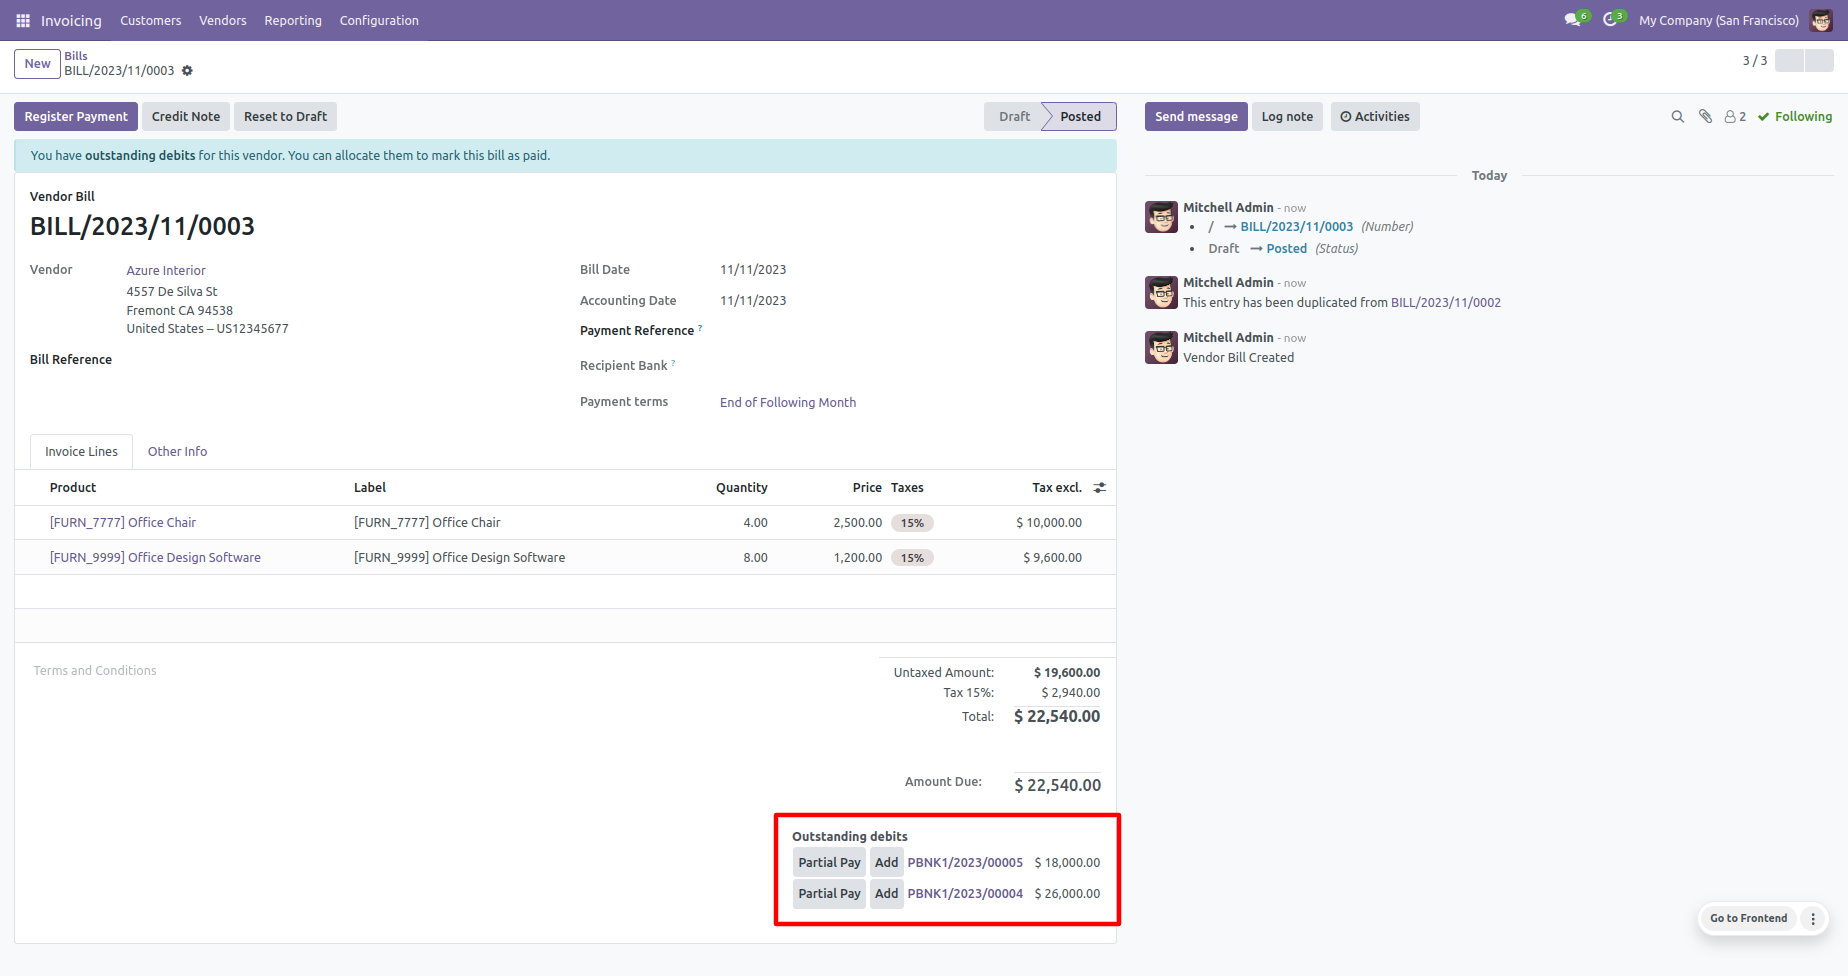 Invoicing Customers Vendors Reporting Configuration 6 3 My Company (San Francisco)
New Bills
BILL/2023/11/0003 3 / 3
Register Payment Credit Note Reset to Draft Draft Posted Send message Log note Activities 2 Following
You have outstanding debits for this vendor. You can allocate them to mark this bill as paid.
Vendor Bill
BILL/2023/11/0003
Vendor Azure Interior
4557 De Silva St
Fremont CA 94538
United States – US12345677
Bill Reference
Bill Date 11/11/2023
Accounting Date 11/11/2023
Payment Reference ?
Recipient Bank ?
Payment terms End of Following Month
Invoice Lines Other Info
Product Label Quantity Price Taxes Tax excl.
[FURN_7777] Office Chair [FURN_7777] Office Chair 4.00 2,500.00 15% $ 10,000.00
[FURN_9999] Office Design Software [FURN_9999] Office Design Software 8.00 1,200.00 15% $ 9,600.00
Terms and Conditions
Untaxed Amount: $ 19,600.00
Tax 15%: $ 2,940.00
Total: $ 22,540.00
Amount Due: $ 22,540.00
Outstanding debits
Partial Pay Add PBNK1/2023/00005 $ 18,000.00
Partial Pay Add PBNK1/2023/00004 $ 26,000.00
Today
Mitchell Admin - now
• / → BILL/2023/11/0003 (Number)
• Draft → Posted (Status)
Mitchell Admin - now
This entry has been duplicated from BILL/2023/11/0002
Mitchell Admin - now
Vendor Bill Created
Go to Frontend